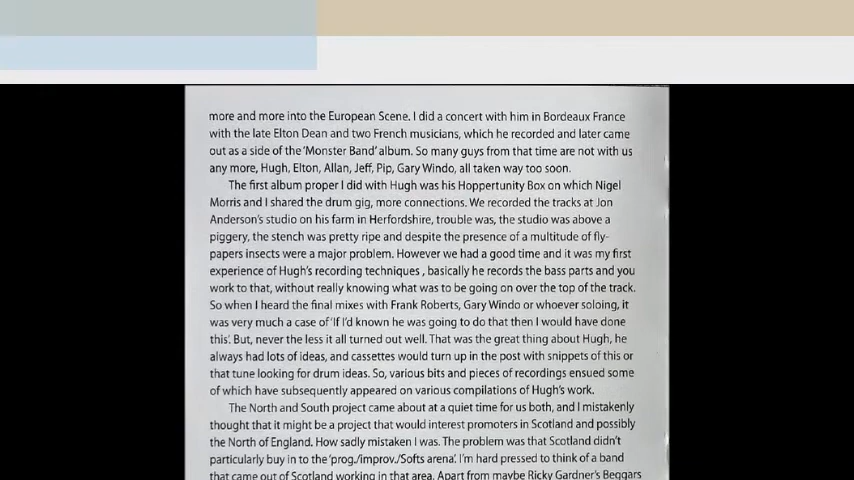 more and more into the European Scene. I did a concert with him in Bordeaux France
with the late Elton Dean and two French musicians, which he recorded and later came
out as a side of the 'Monster Band' album. So many guys from that time are not with us
any more, Hugh, Elton, Allan, Jeff, Pip, Gary Windo, all taken way too soon.
The first album proper I did with Hugh was his Hoppertunity Box on which Nigel
Morris and I shared the drum gig, more connections. We recorded the tracks at Jon
Anderson's studio on his farm in Herfordshire, trouble was, the studio was above a
piggery, the stench was pretty ripe and despite the presence of a multitude of fly-
papers insects were a major problem. However we had a good time and it was my first
experience of Hugh's recording techniques , basically he records the bass parts and you
work to that, without really knowing what was to be going on over the top of the track.
So when I heard the final mixes with Frank Roberts, Gary Windo or whoever soloing, it
was very much a case of 'If I'd known he was going to do that then I would have done
this'. But, never the less it all turned out well. That was the great thing about Hugh, he
always had lots of ideas, and cassettes would turn up in the post with snippets of this or
that tune looking for drum ideas. So, various bits and pieces of recordings ensued some
of which have subsequently appeared on various compilations of Hugh's work.
The North and South project came about at a quiet time for us both, and I mistakenly
thought that it might be a project that would interest promoters in Scotland and possibly
the North of England. How sadly mistaken I was. The problem was that Scotland didn't
particularly buy in to the 'prog./improv./Softs arena'. I'm hard pressed to think of a band
that came out of Scotland working in that area. Apart from maybe Ricky Gardner's Beggars